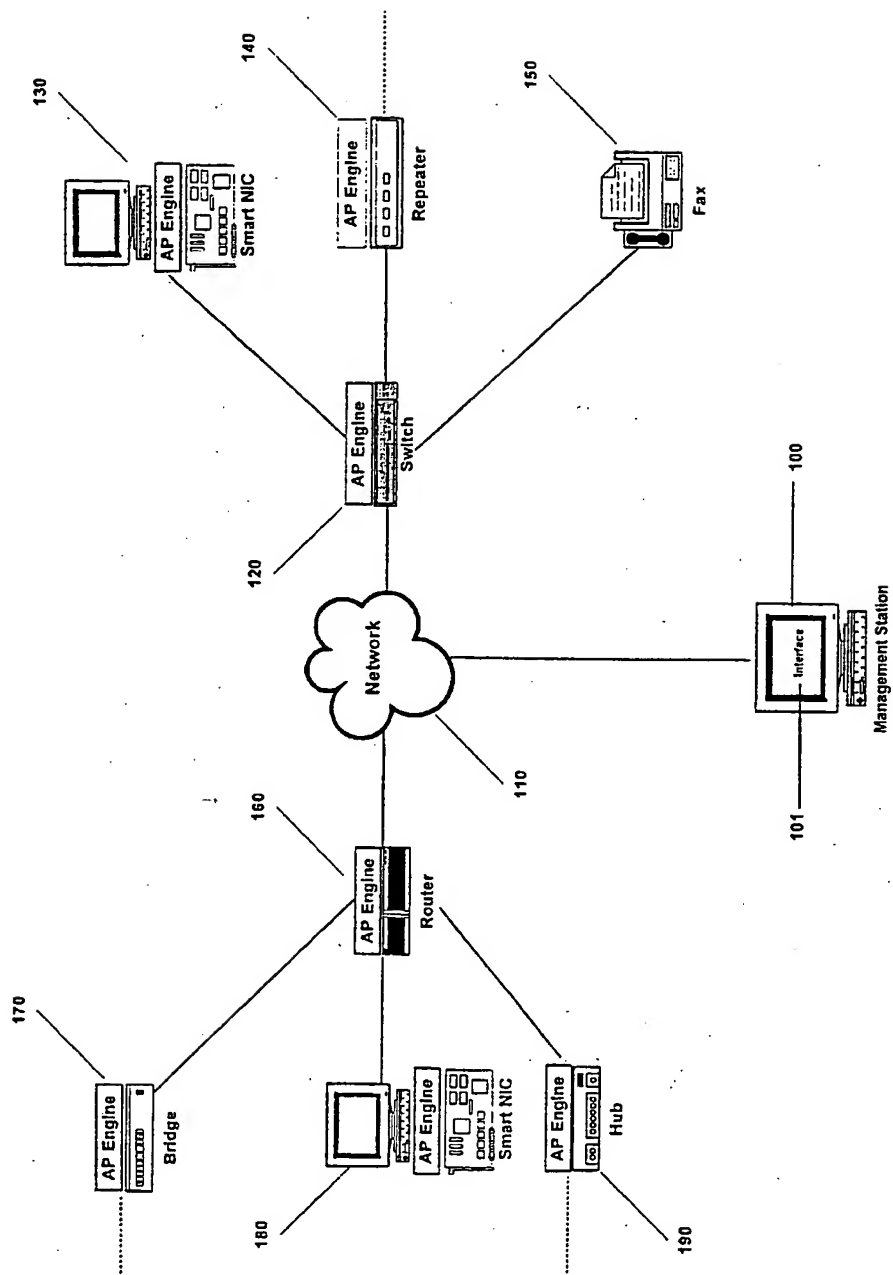 130
AP Engine
Smart NIC
140
AP Engine
Repeater
150
Fax
120
AP Engine
Switch
Network
110
100
101
Interface
Management Station
160
AP Engine
Router
170
AP Engine
Bridge
180
AP Engine
Smart NIC
AP Engine
Hub
190